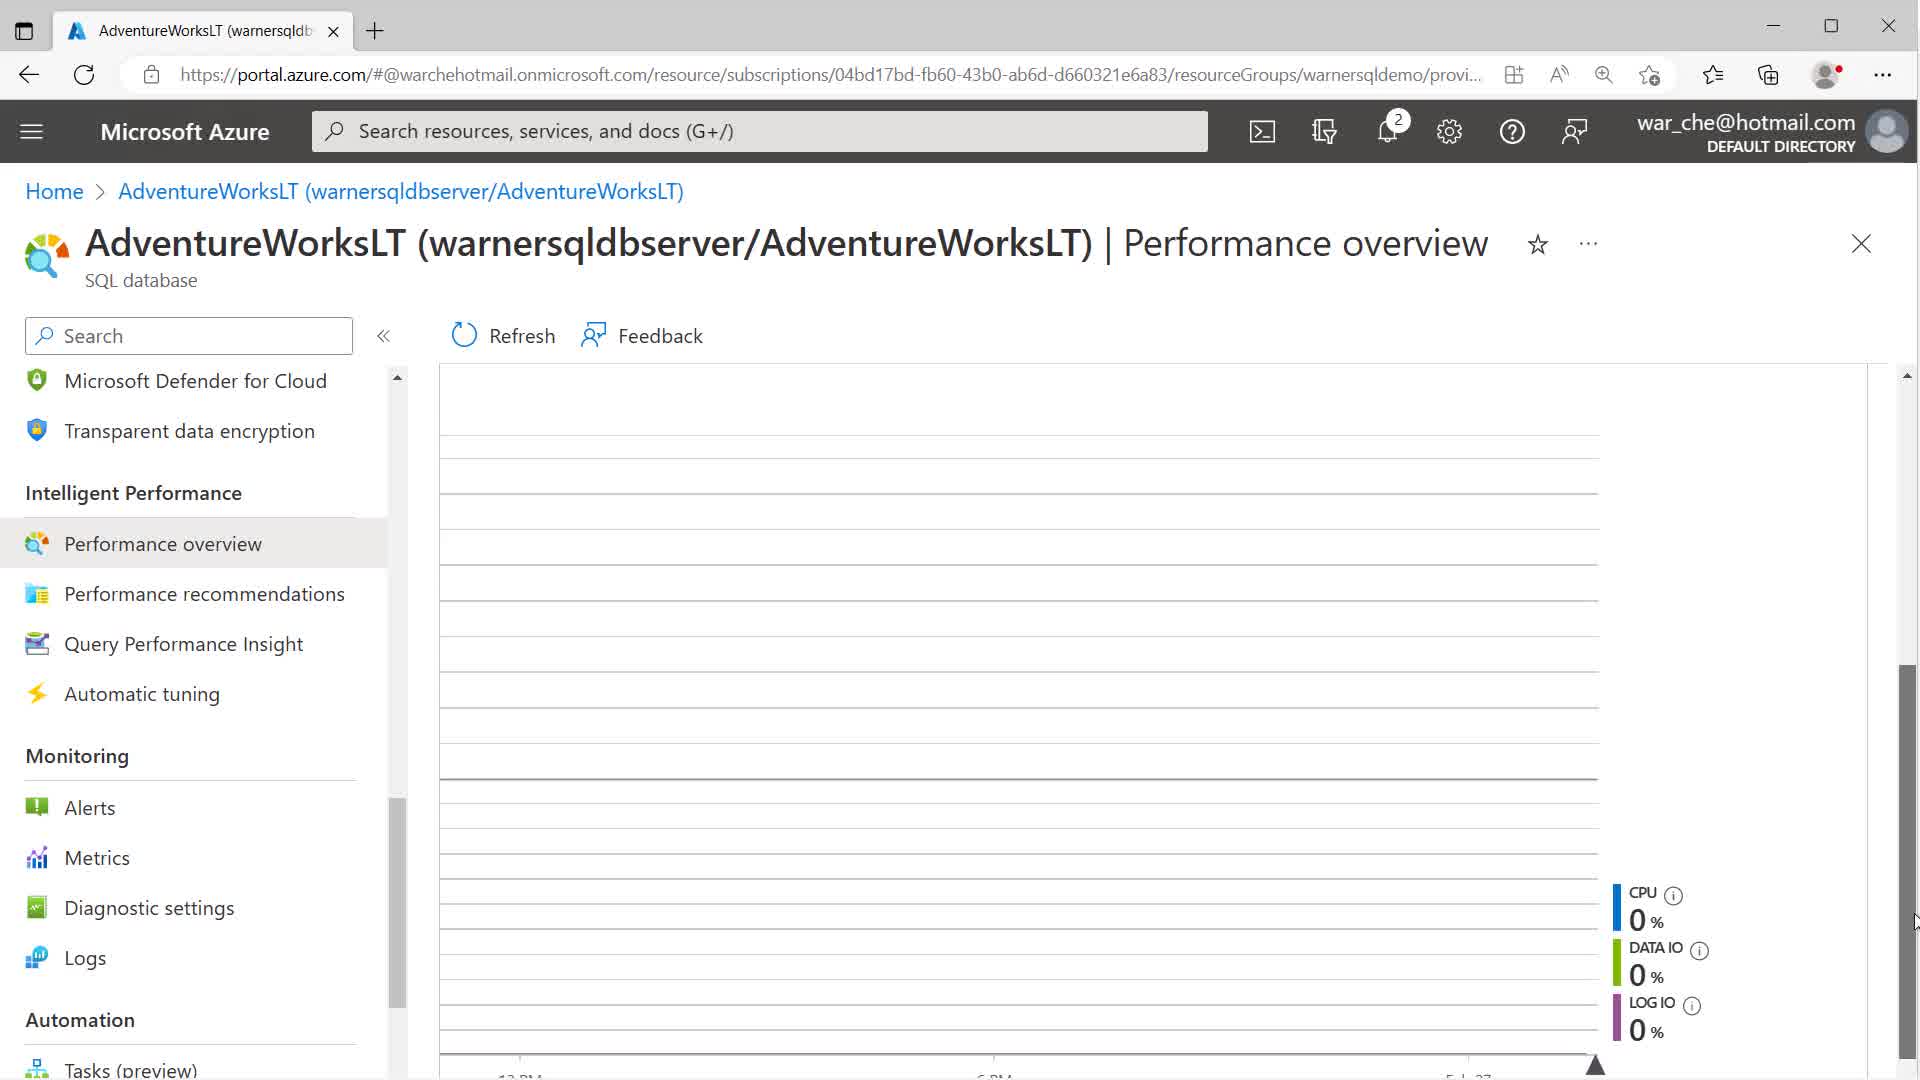 AdventureWorksLT (warnersqldb
https://portal.azure.com/#@warchehotmail.onmicrosoft.com/resource/subscriptions/04bd17bd-fb60-43b0-ab6d-d660321e6a83/resourceGroups/warnersqldemo/provi...
Microsoft Azure
Search resources, services, and docs (G+/)
2
war_che@hotmail.com
DEFAULT DIRECTORY
Home > AdventureWorksLT (warnersqldbserver/AdventureWorksLT)
AdventureWorksLT (warnersqldbserver/AdventureWorksLT) | Performance overview
SQL database
Search
Refresh
Feedback
Microsoft Defender for Cloud
Transparent data encryption
Intelligent Performance
Performance overview
Performance recommendations
Query Performance Insight
Automatic tuning
Monitoring
Alerts
Metrics
Diagnostic settings
Logs
Automation
Tasks (preview)
CPU
0 %
DATA IO
0 %
LOG IO
0 %